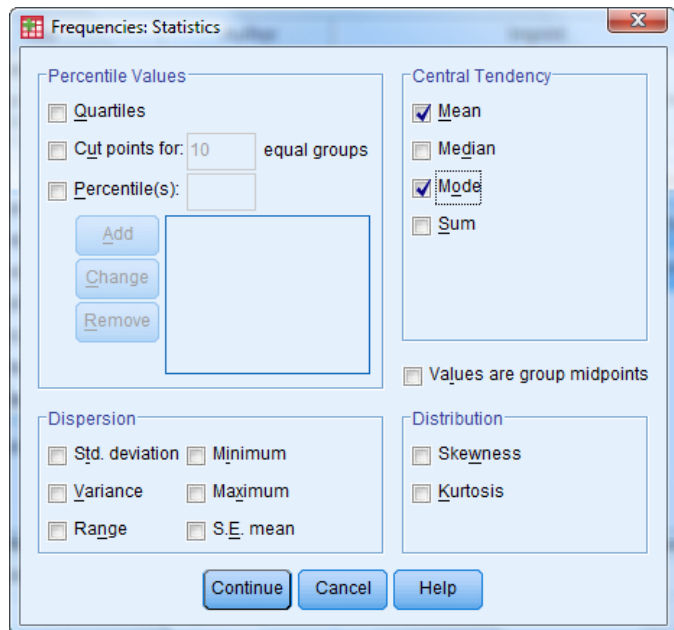 Frequencies: Statistics
Percentile Values
Quartiles
Cut points for: 10 equal groups
Percentile(s):
Add
Change
Remove
Central Tendency
Mean
Median
Mode
Sum
Values are group midpoints
Dispersion
Std. deviation Minimum
Variance Maximum
Range S.E. mean
Distribution
Skewness
Kurtosis
Continue Cancel Help